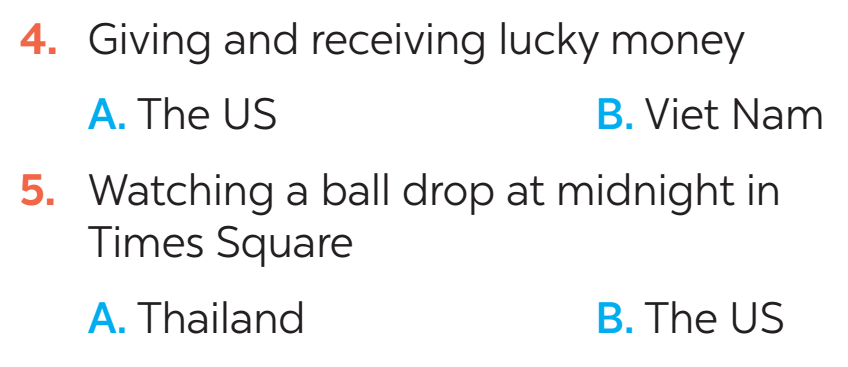 4. Giving and receiving lucky money
A. The US B. Viet Nam
5. Watching a ball drop at midnight in
Times Square
A. Thailand B. The US